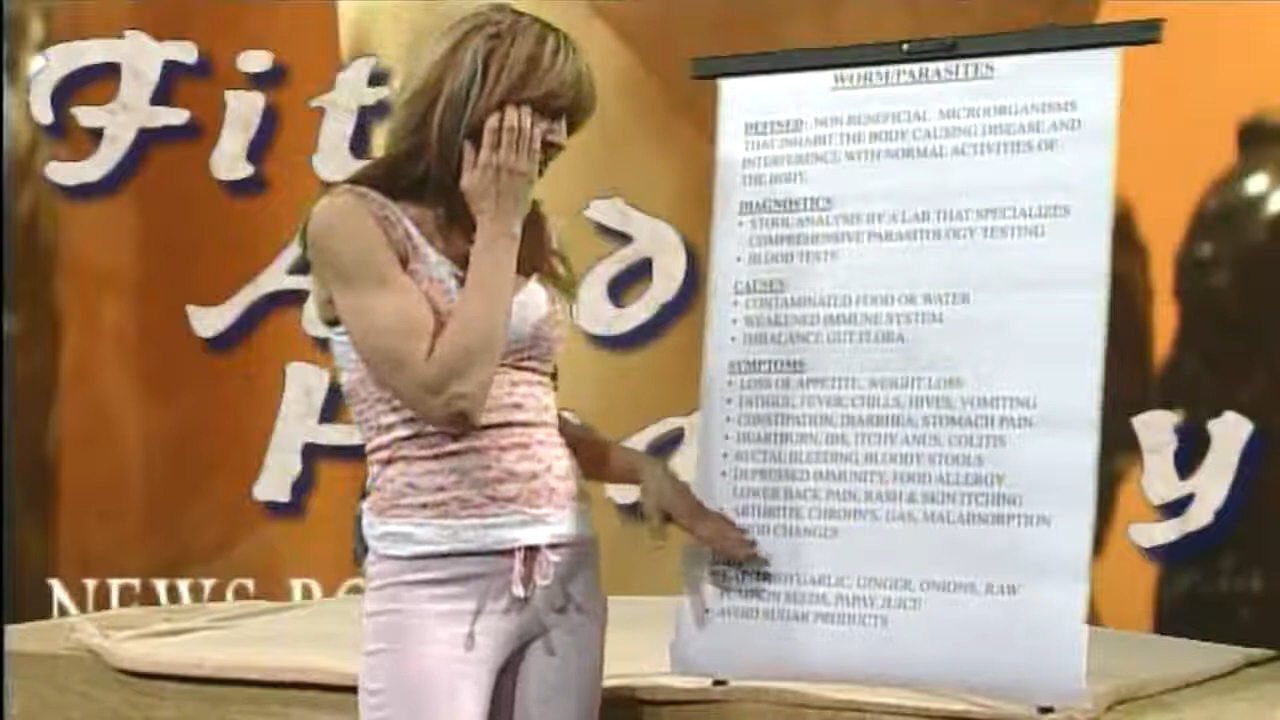 Fit
A d
H y
NEWS
WORM/PARASITES
DEFINED: NON-BENEFICIAL MICROORGANISMS
THAT INHABIT THE BODY CAUSING DISEASE AND
INTERFERENCE WITH NORMAL ACTIVITIES OF
THE BODY.
DIAGNOSTICS
• STOOL ANALYSIS BY A LAB THAT SPECIALIZES
COMPREHENSIVE PARASITOLOGY TESTING
• BLOOD TESTS
CAUSES
• CONTAMINATED FOOD OR WATER
• WEAKENED IMMUNE SYSTEM
• IMBALANCE GUT FLORA
SYMPTOMS
• LOSS OF APPETITE, WEIGHT LOSS
• FATIGUE, FEVER, CHILLS, HIVES, VOMITING
• CONSTIPATION, DIARRHEA, STOMACH PAIN
• HEARTBURN, IBS, ITCHY ANUS, COLITIS
• RECTAL BLEEDING, BLOODY STOOLS
• DEPRESSED IMMUNITY, FOOD ALLERGY
LOWER BACK PAIN, RASH & SKIN ITCHING
ARTHRITIS, CHROHN'S, GAS, MALABSORPTION
CHANGES
GARLIC, GINGER, ONIONS, RAW
SEEDS, PAPAY JUICE
• AVOID SUGAR PRODUCTS